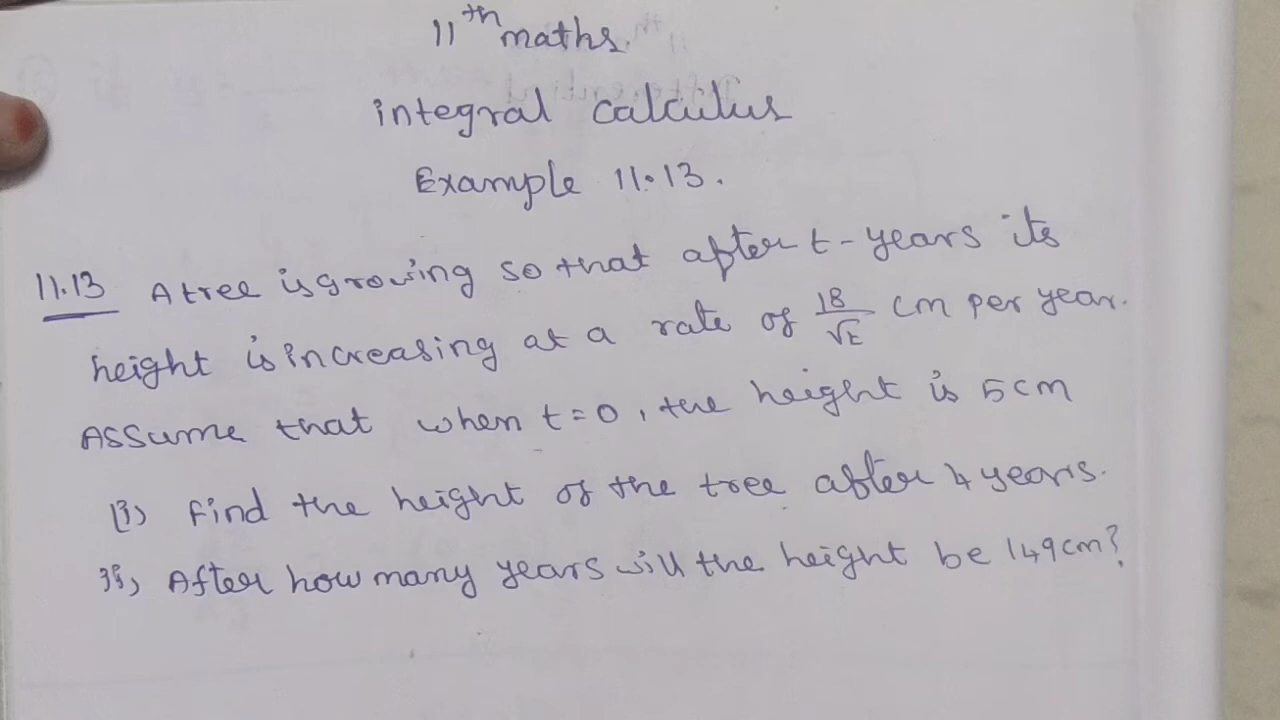 11th maths.
integral calculus
Example 11.13.
11.13 A tree is growing so that after t-years its
height is increasing at a rate of 18/√t cm per year.
Assume that when t=0, the height is 5cm
(i) find the height of the tree after 4 years.
ii) After how many years will the height be 149cm?